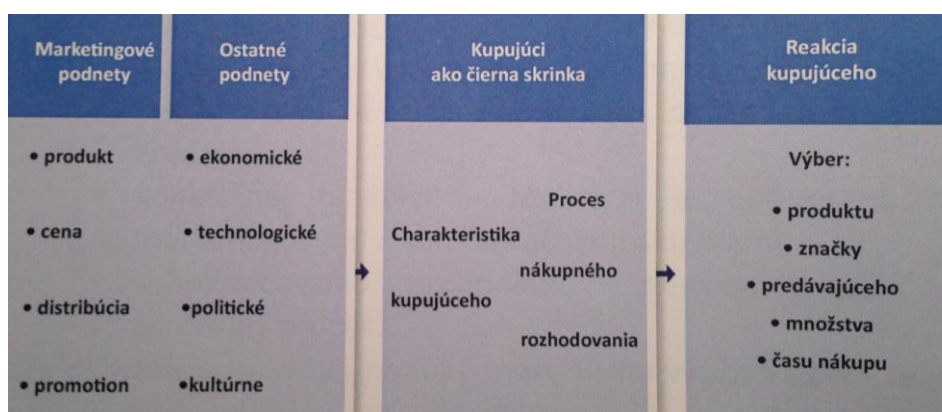 Marketingové
podnety
• produkt
• cena
• distribúcia
• promotion
Ostatné
podnety
• ekonomické
• technologické
•politické
•kultúrne
Kupujúci
ako čierna skrinka
Charakteristika
kupujúceho
Proces
nákupného
rozhodovania
Reakcia
kupujúceho
Výber:
• produktu
• značky
• predávajúceho
• množstva
• času nákupu